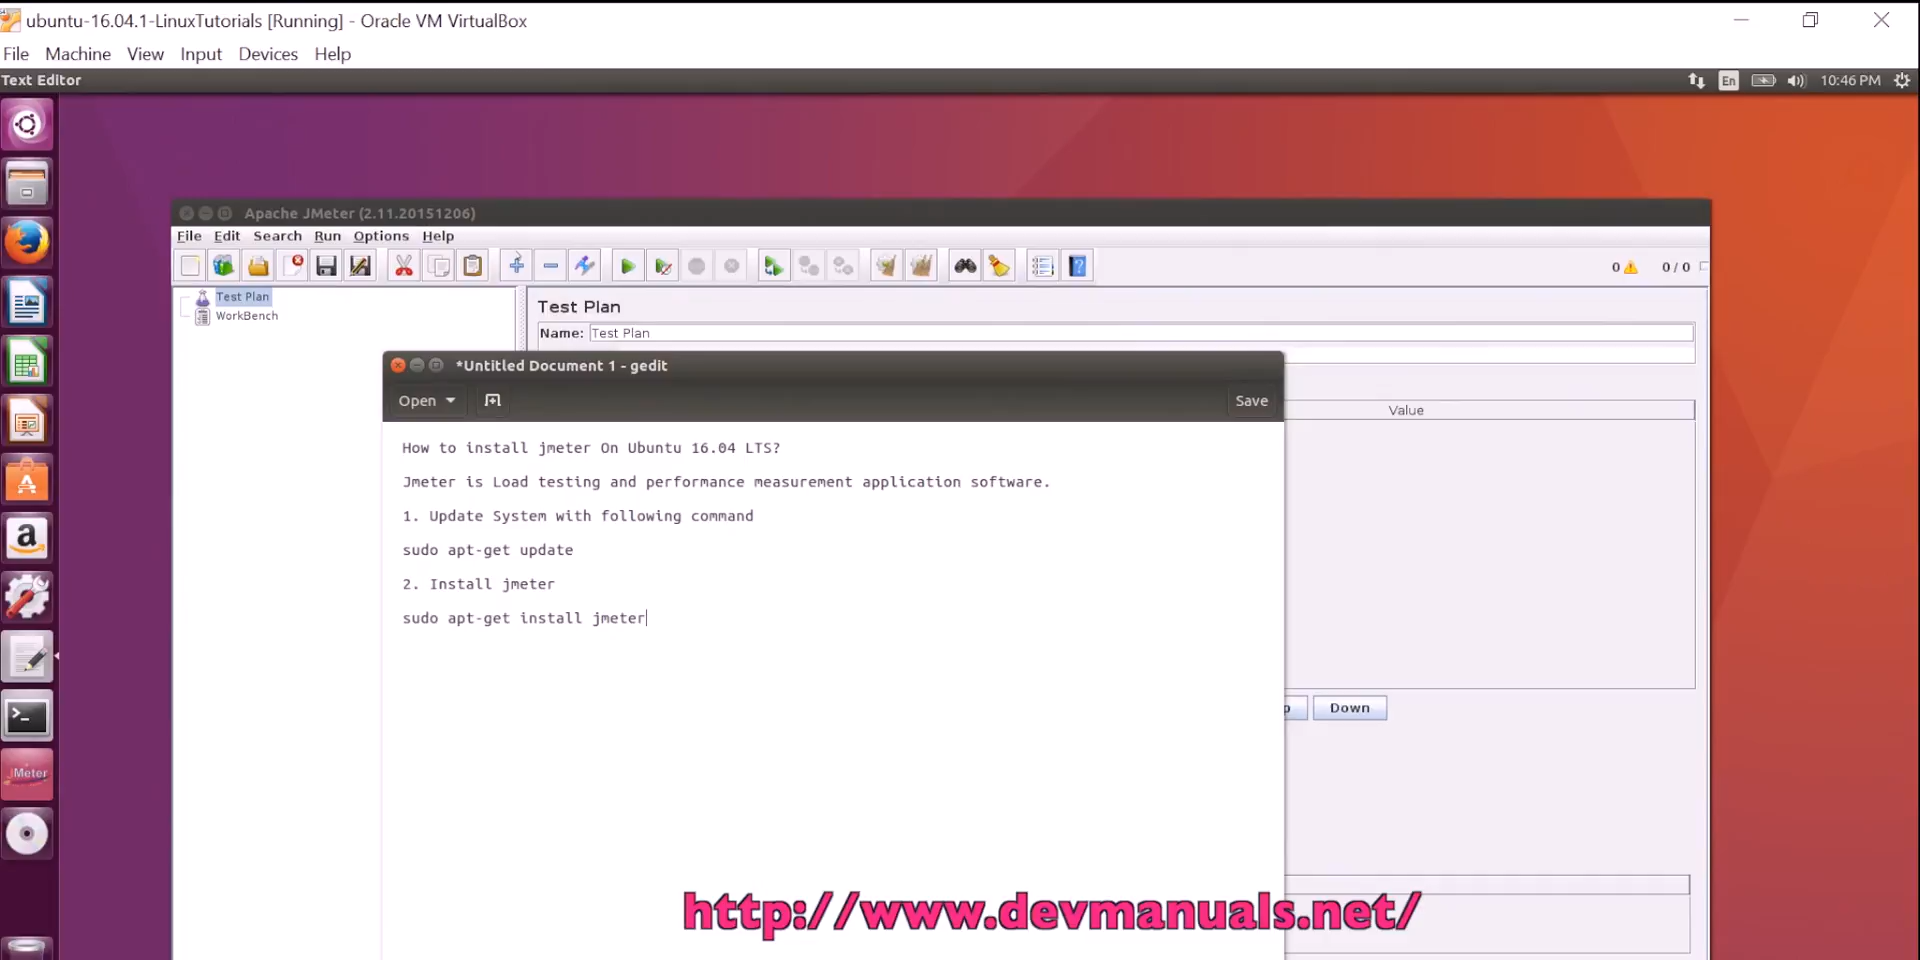 ubuntu-16.04.1-LinuxTutorials [Running] - Oracle VM VirtualBox
File Machine View Input Devices Help
Text Editor
En
10:46 PM
Apache JMeter (2.11.20151206)
File Edit Search Run Options Help
0
0 / 0
Test Plan
WorkBench
Test Plan
Name: Test Plan
*Untitled Document 1 - gedit
Open
Save
Value
How to install jmeter On Ubuntu 16.04 LTS?
Jmeter is Load testing and performance measurement application software.
1. Update System with following command
sudo apt-get update
2. Install jmeter
sudo apt-get install jmeter
p
Down
JMeter
http://www.devmanuals.net/